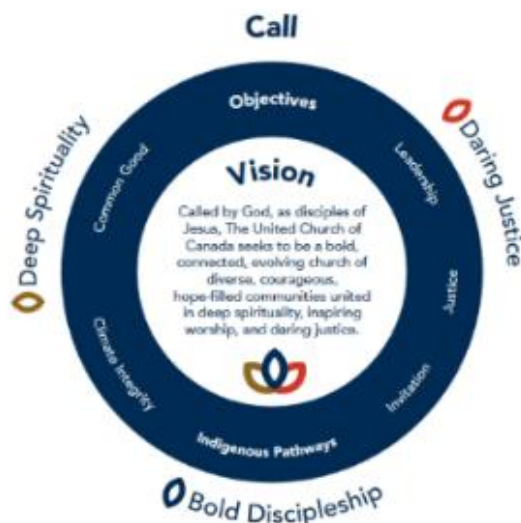 Call
Objectives
Leadership
Justice
Invitation
Indigenous Pathways
Climate Integrity
Common Good
Vision
Called by God, as disciples of
Jesus, The United Church of
Canada seeks to be a bold,
connected, evolving church of
diverse, courageous,
hope-filled communities united
in deep spirituality, inspiring
worship, and daring justice.
Deep Spirituality
Daring Justice
Bold Discipleship